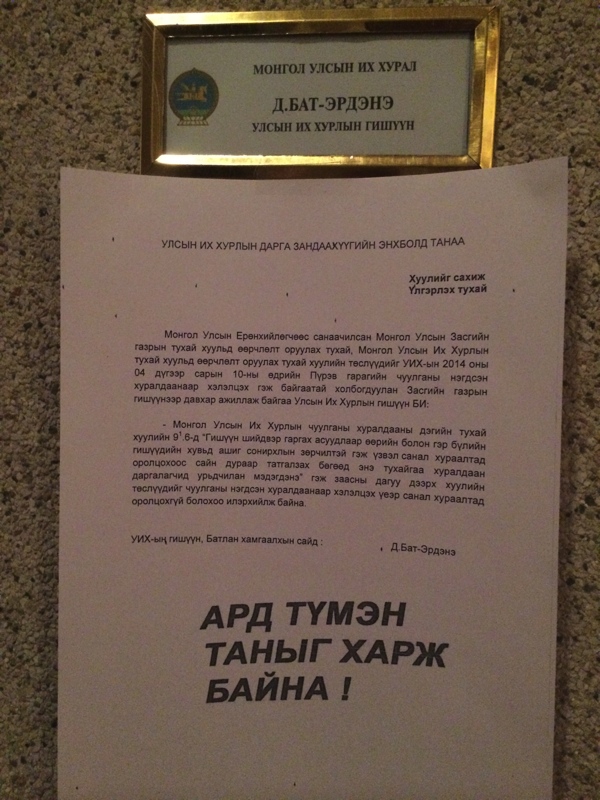 МОНГОЛ УЛСЫН ИХ ХУРАЛ
Д.БАТ-ЭРДЭНЭ
УЛСЫН ИХ ХУРЛЫН ГИШҮҮН
УЛСЫН ИХ ХУРЛЫН ДАРГА ЗАНДААХҮҮГИЙН ЭНХБОЛД ТАНАА
Хуулийг сахиж
Үлгэрлэх тухай
Монгол Улсын Ерөнхийлөгчөөс санаачилсан Монгол Улсын Засгийн
газрын тухай хуульд өөрчлөлт оруулах тухай, Монгол Улсын Их Хурлын
тухай хуульд өөрчлөлт оруулах тухай хуулийн төслүүдийг УИХ-ын 2014 оны
04 дүгээр сарын 10-ны өдрийн Пүрэв гарагийн чуулганы нэгдсэн
хуралдаанаар хэлэлцэх гэж байгаатай холбогдуулан Засгийн газрын
гишүүнээр давхар ажиллаж байгаа Улсын Их Хурлын гишүүн БИ:
- Монгол Улсын Их Хурлын чуулганы хуралдааны дэгийн тухай
хуулийн 9¹.6-д "Гишүүн шийдвэр гаргах асуудлаар өөрийн болон гэр бүлийн
гишүүдийн хувьд ашиг сонирхлын зөрчилтэй гэж үзвэл санал хураалтад
оролцохоос сайн дураар татгалзах бөгөөд энэ тухайгаа хуралдаан
даргалагчид урьдчилан мэдэгдэнэ" гэж заасны дагуу дээрх хуулийн
төслүүдийг чуулганы нэгдсэн хуралдаанаар хэлэлцэх үеэр санал хураалтад
оролцохгүй болохоо илэрхийлж байна.
УИХ-ың гишүүн, Батлан хамгаалхын сайд : Д.Бат-Эрдэнэ
АРД ТҮМЭН
ТАНЫГ ХАРЖ
БАЙНА !